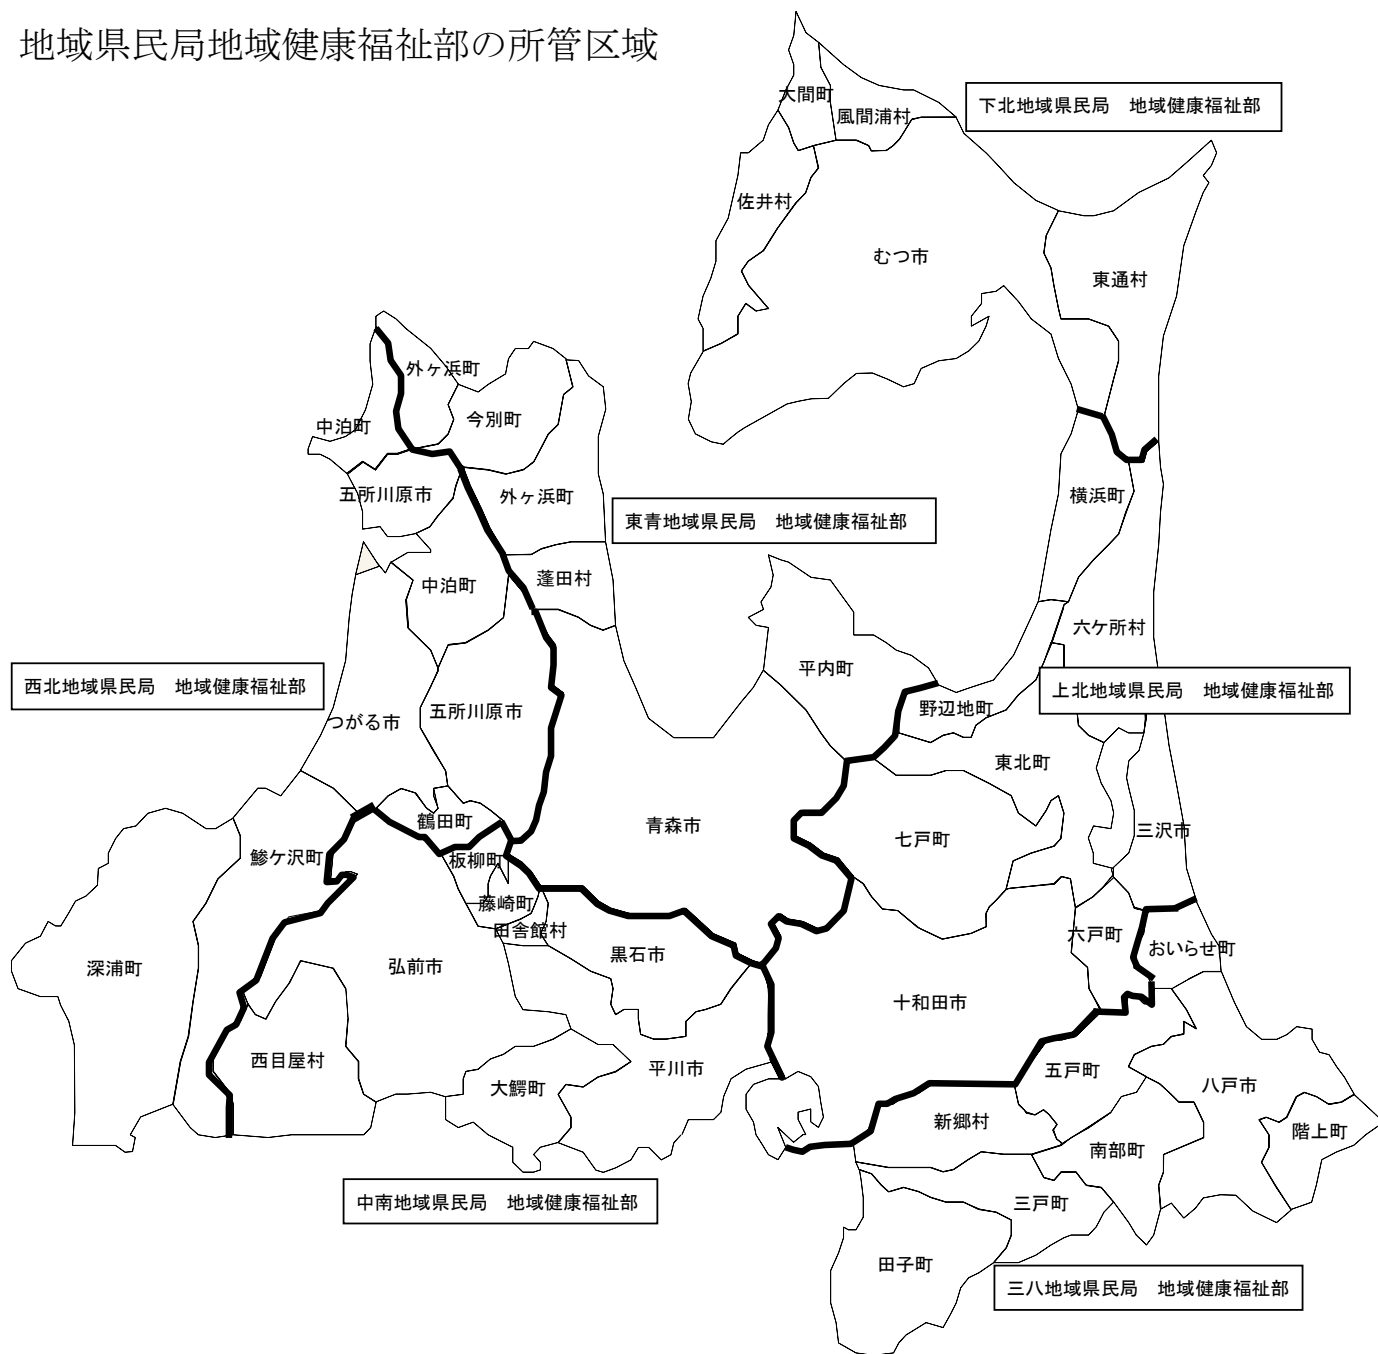 地域県民局地域健康福祉部の所管区域
大間町
風間浦村
下北地域県民局　地域健康福祉部
佐井村
むつ市
東通村
外ヶ浜町
今別町
中泊町
五所川原市
外ヶ浜町
横浜町
東青地域県民局　地域健康福祉部
中泊町
蓬田村
六ケ所村
平内町
西北地域県民局　地域健康福祉部
上北地域県民局　地域健康福祉部
五所川原市
つがる市
野辺地町
東北町
鶴田町
青森市
七戸町
三沢市
鰺ケ沢町
板柳町
藤崎町
田舎館村
六戸町
おいらせ町
黒石市
弘前市
深浦町
十和田市
西目屋村
大鰐町
平川市
五戸町
八戸市
新郷村
階上町
南部町
中南地域県民局　地域健康福祉部
三戸町
田子町
三八地域県民局　地域健康福祉部